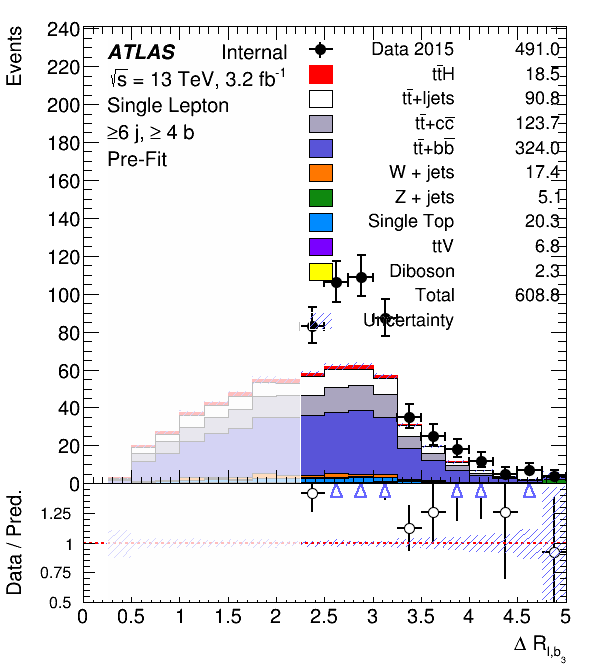 Events
240
220
200
180
160
140
120
100
80
60
40
20
0
ATLAS Internal
√s = 13 TeV, 3.2 fb⁻¹
Single Lepton
≥6 j, ≥ 4 b
Pre-Fit
Data 2015 491.0
tt̄H 18.5
tt̄+ljets 90.8
tt̄+cc̄ 123.7
tt̄+bb̄ 324.0
W + jets 17.4
Z + jets 5.1
Single Top 20.3
ttV 6.8
Diboson 2.3
Total 608.8
Uncertainty
Data / Pred.
1.25
1
0.75
0.5
0 0.5 1 1.5 2 2.5 3 3.5 4 4.5 5
Δ R_{l,b_3}